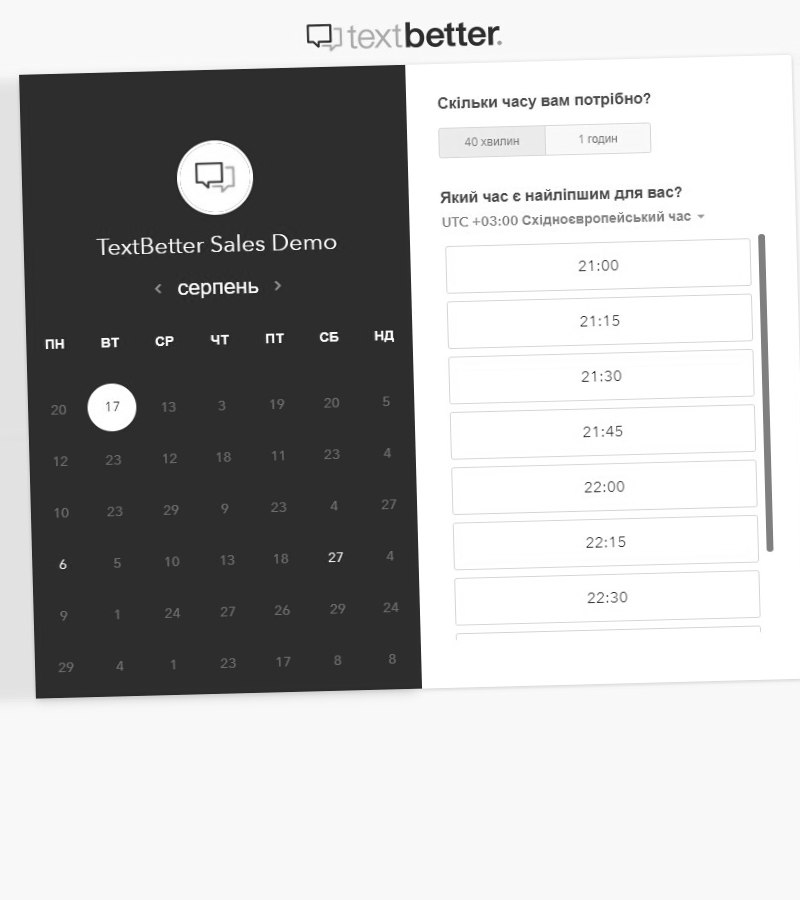 textbetter.
TextBetter Sales Demo
серпень
ПН ВТ СР ЧТ ПТ СБ НД
20 17 13 3 19 20 5
12 23 12 18 11 23 4
10 23 29 9 23 4 27
6 5 10 13 18 27 4
9 1 24 27 26 29 24
29 4 1 23 17 8 8
Скільки часу вам потрібно?
40 хвилин 1 годин
Який час є найліпшим для вас?
UTC +03:00 Східноєвропейський час
21:00
21:15
21:30
21:45
22:00
22:15
22:30